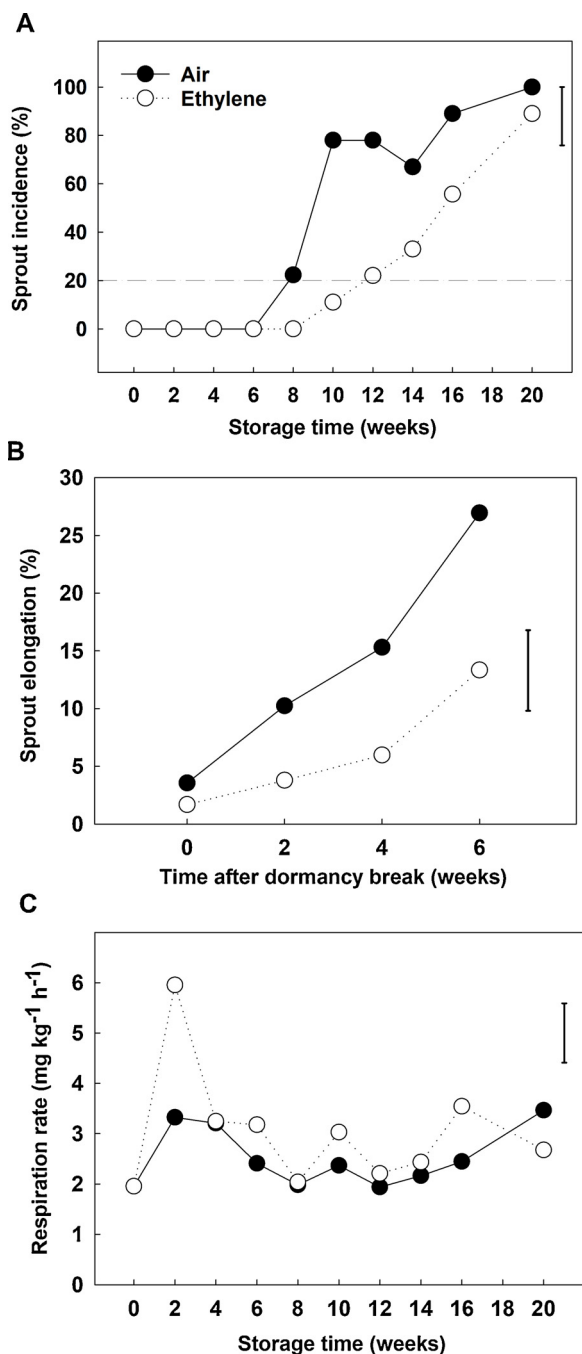 A
Air
Ethylene
100
80
60
40
20
0
Sprout incidence (%)
0 2 4 6 8 10 12 14 16 18 20
Storage time (weeks)
B
30
25
20
15
10
5
0
Sprout elongation (%)
0 2 4 6
Time after dormancy break (weeks)
C
6
5
4
3
2
1
0
Respiration rate (mg kg⁻¹ h⁻¹)
0 2 4 6 8 10 12 14 16 18 20
Storage time (weeks)